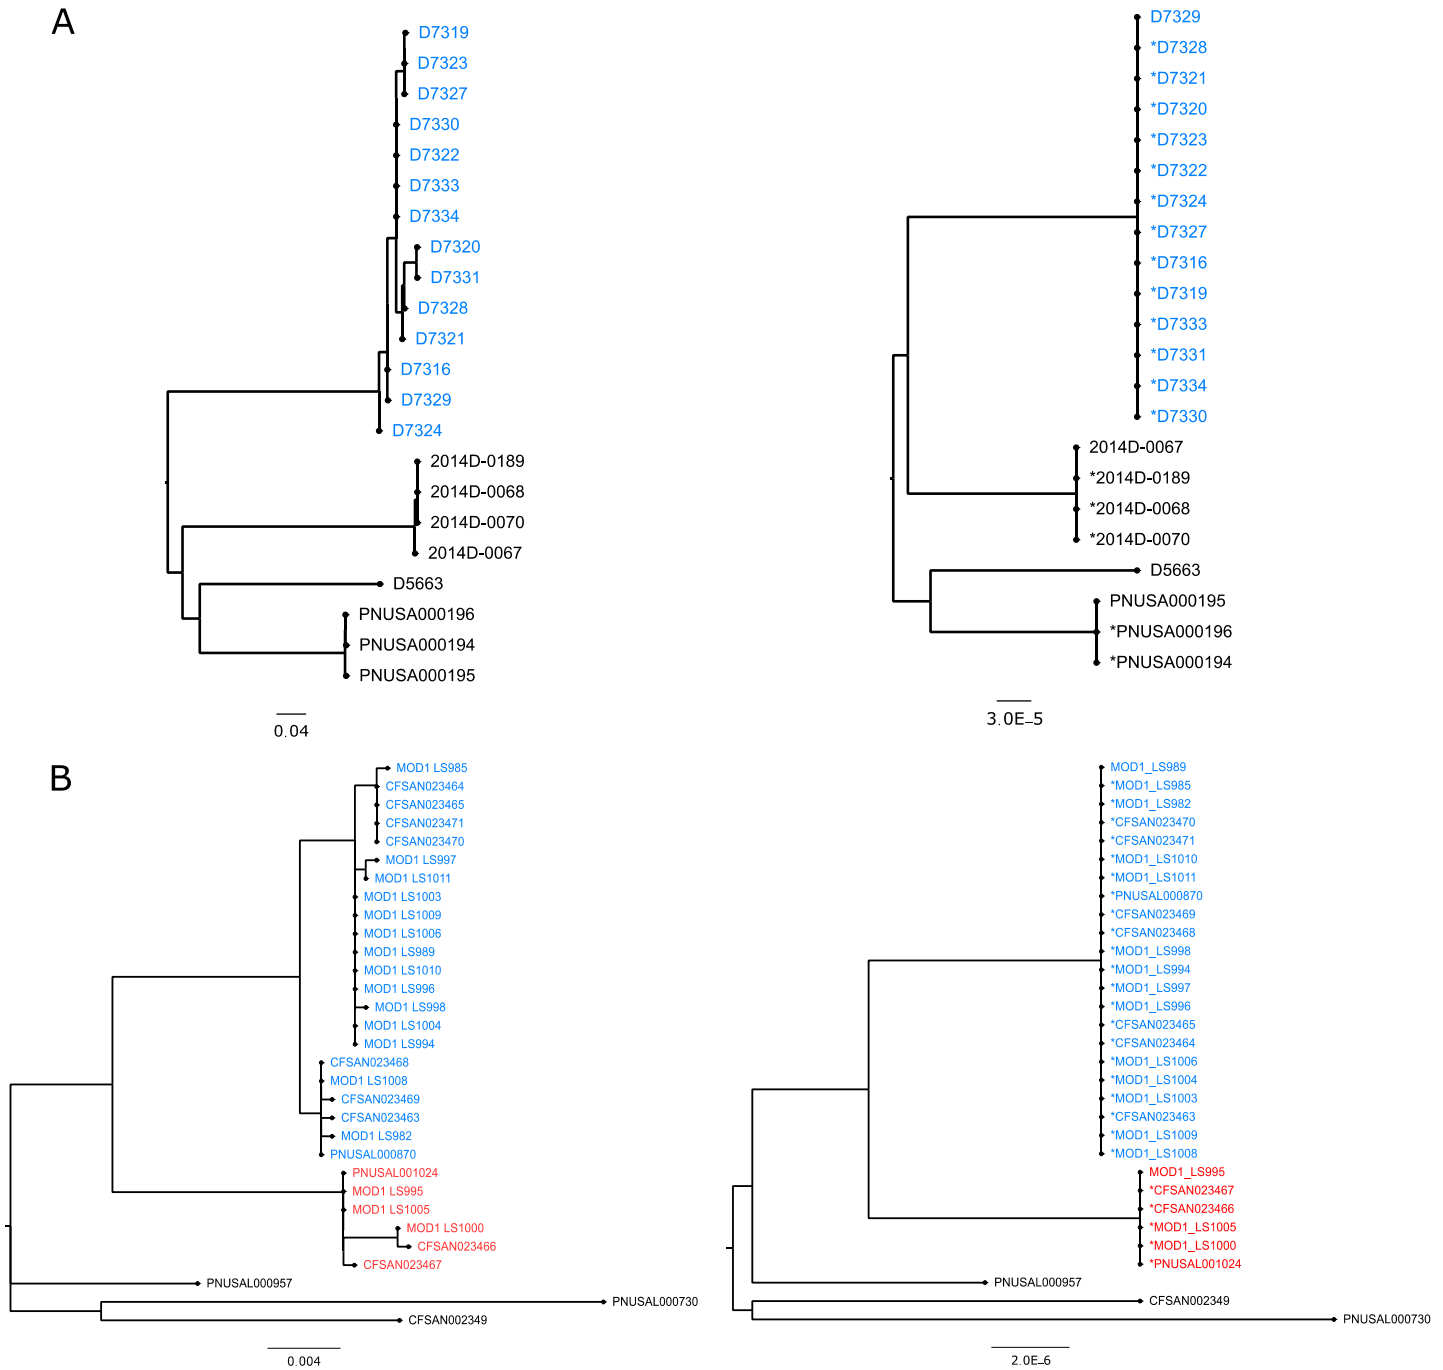 A
D7319
D7323
D7327
D7330
D7322
D7333
D7334
D7320
D7331
D7328
D7321
D7316
D7329
D7324
2014D-0189
2014D-0068
2014D-0070
2014D-0067
D5663
PNUSA000196
PNUSA000194
PNUSA000195
0.04
D7329
*D7328
*D7321
*D7320
*D7323
*D7322
*D7324
*D7327
*D7316
*D7319
*D7333
*D7331
*D7334
*D7330
2014D-0067
*2014D-0189
*2014D-0068
*2014D-0070
D5663
PNUSA000195
*PNUSA000196
*PNUSA000194
3.0E-5
B
MOD1 LS985
CFSAN023464
CFSAN023465
CFSAN023471
CFSAN023470
MOD1 LS997
MOD1 LS1011
MOD1 LS1003
MOD1 LS1009
MOD1 LS1006
MOD1 LS989
MOD1 LS1010
MOD1 LS996
MOD1 LS998
MOD1 LS1004
MOD1 LS994
CFSAN023468
MOD1 LS1008
CFSAN023469
CFSAN023463
MOD1 LS982
PNUSAL000870
PNUSAL001024
MOD1 LS995
MOD1 LS1005
MOD1 LS1000
CFSAN023466
CFSAN023467
PNUSAL000957
PNUSAL000730
CFSAN002349
0.004
MOD1_LS989
*MOD1_LS985
*MOD1_LS982
*CFSAN023470
*CFSAN023471
*MOD1_LS1010
*MOD1_LS1011
*PNUSAL000870
*CFSAN023469
*CFSAN023468
*MOD1_LS998
*MOD1_LS994
*MOD1_LS997
*MOD1_LS996
*CFSAN023465
*CFSAN023464
*MOD1_LS1006
*MOD1_LS1004
*MOD1_LS1003
*CFSAN023463
*MOD1_LS1009
*MOD1_LS1008
MOD1_LS995
*CFSAN023467
*CFSAN023466
*MOD1_LS1005
*MOD1_LS1000
*PNUSAL001024
PNUSAL000957
CFSAN002349
PNUSAL000730
2.0E-6